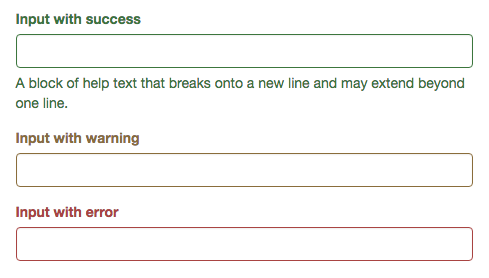 Input with success
A block of help text that breaks onto a new line and may extend beyond
one line.
Input with warning
Input with error